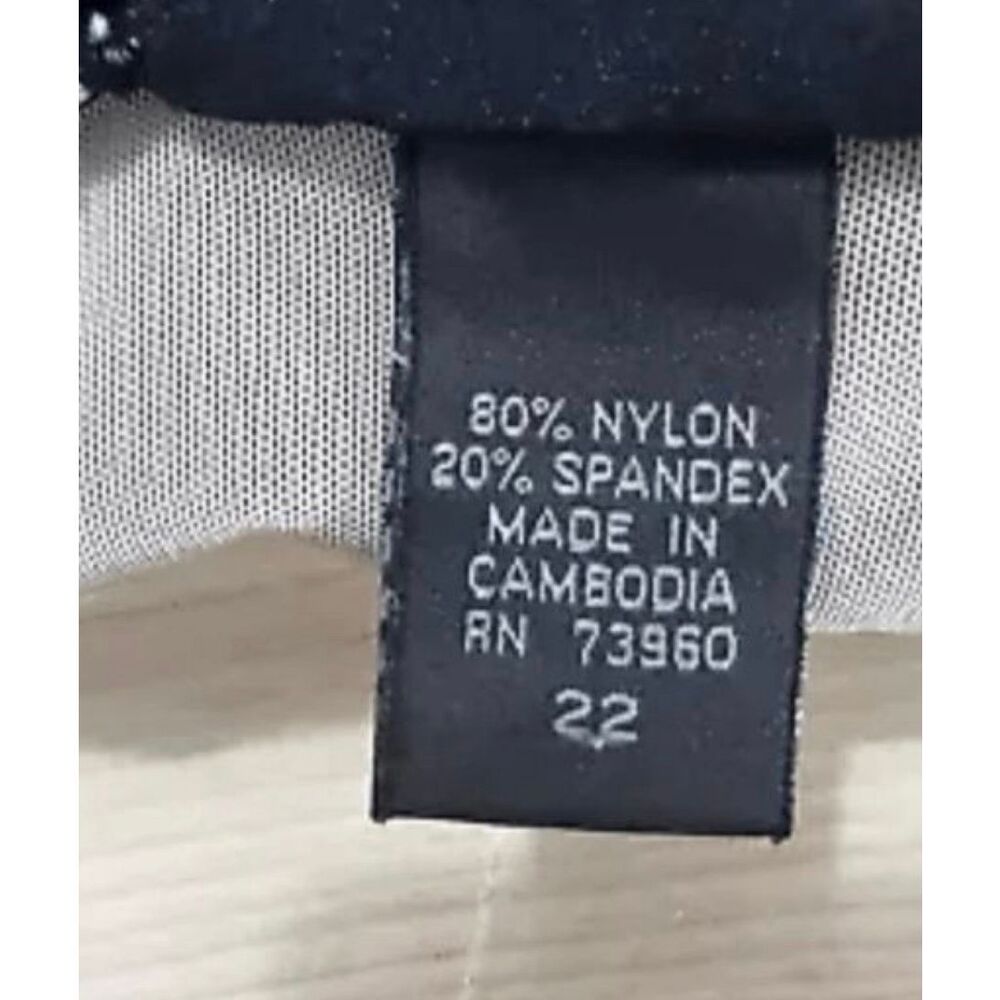 80% NYLON
20% SPANDEX
MADE IN
CAMBODIA
RN 73960
22